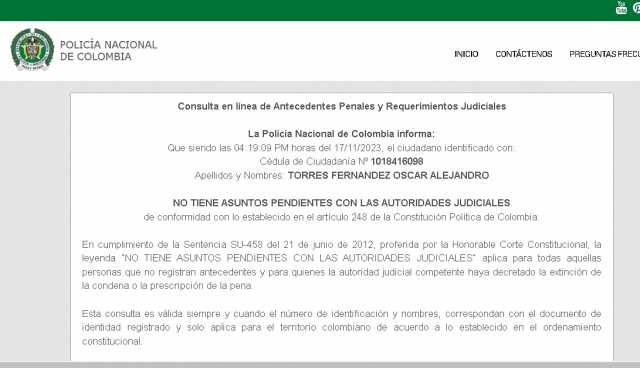 You Tube
POLICÍA NACIONAL
DE COLOMBIA
INICIO CONTÁCTENOS PREGUNTAS FRECU
Consulta en línea de Antecedentes Penales y Requerimientos Judiciales
La Policía Nacional de Colombia informa:
Que siendo las 04:19:09 PM horas del 17/11/2023, el ciudadano identificado con:
Cédula de Ciudadanía Nº 1018416098
Apellidos y Nombres: TORRES FERNANDEZ OSCAR ALEJANDRO
NO TIENE ASUNTOS PENDIENTES CON LAS AUTORIDADES JUDICIALES
de conformidad con lo establecido en el artículo 248 de la Constitución Política de Colombia.
En cumplimiento de la Sentencia SU-458 del 21 de junio de 2012, proferida por la Honorable Corte Constitucional, la
leyenda "NO TIENE ASUNTOS PENDIENTES CON LAS AUTORIDADES JUDICIALES" aplica para todas aquellas
personas que no registran antecedentes y para quienes la autoridad judicial competente haya decretado la extinción de
la condena o la prescripción de la pena.
Esta consulta es válida siempre y cuando el número de identificación y nombres, correspondan con el documento de
identidad registrado y solo aplica para el territorio colombiano de acuerdo a lo establecido en el ordenamiento
constitucional.